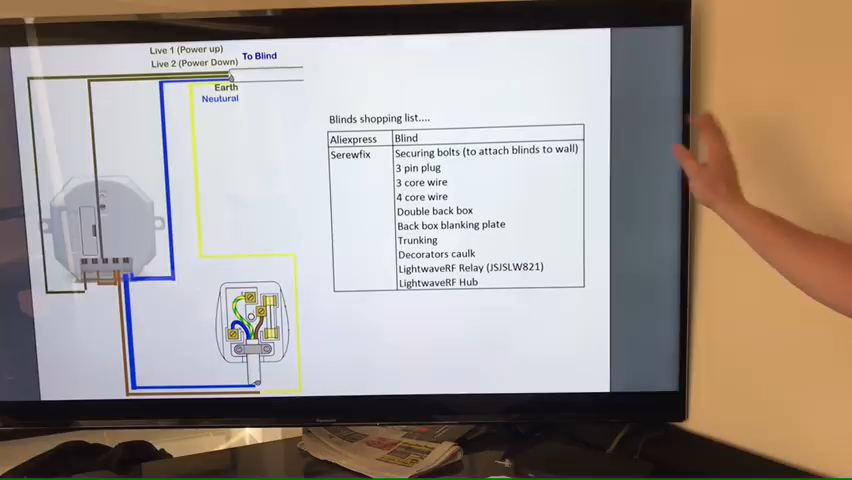 Live 1 (Power up)
Live 2 (Power Down)
To Blind
Earth
Neutural
Blinds shopping list....
Aliexpress Blind
Serewfix Securing bolts (to attach blinds to wall)
3 pin plug
3 core wire
4 core wire
Double back box
Back box blanking plate
Trunking
Decorators caulk
LightwaveRF Relay (JSJSLW821)
LightwaveRF Hub
Panasonic